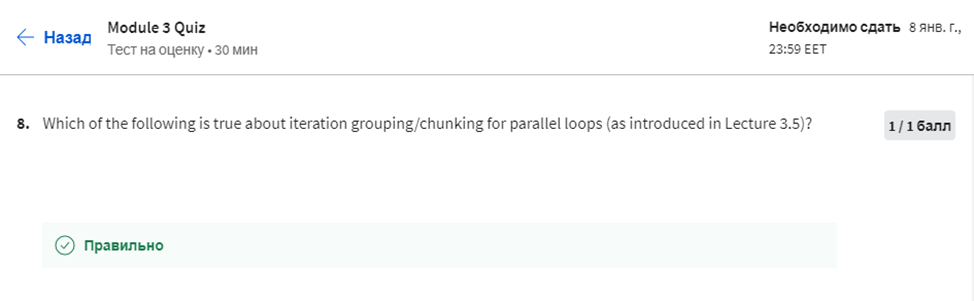 Назад
Module 3 Quiz
Тест на оценку • 30 мин
Необходимо сдать 8 янв. г.,
23:59 EET
8. Which of the following is true about iteration grouping/chunking for parallel loops (as introduced in Lecture 3.5)?
1 / 1 балл
Правильно